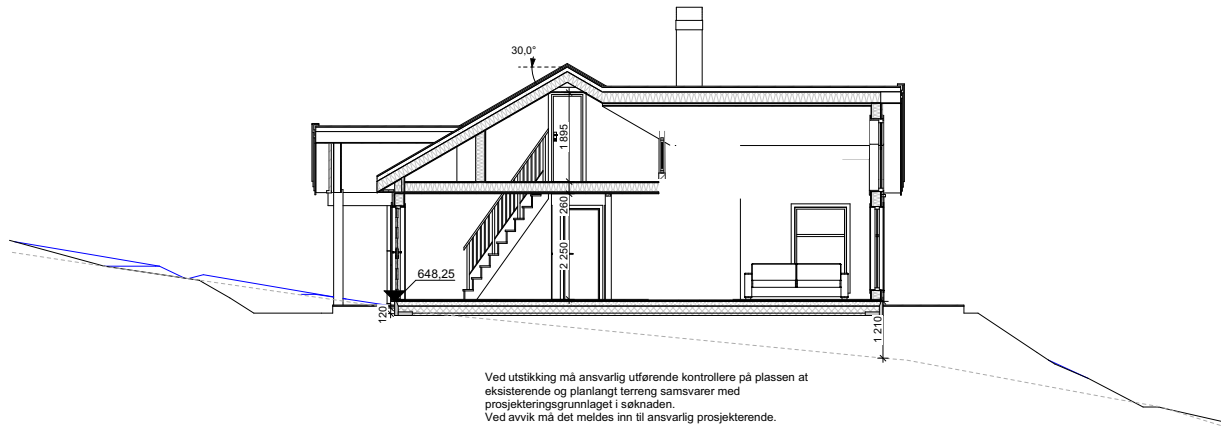 30,0°
1 895
260
2 250
648,25
120
1 210
Ved utstikking må ansvarlig utførende kontrollere på plassen at
eksisterende og planlangt terreng samsvarer med
prosjekteringsgrunnlaget i søknaden.
Ved avvik må det meldes inn til ansvarlig prosjekterende.